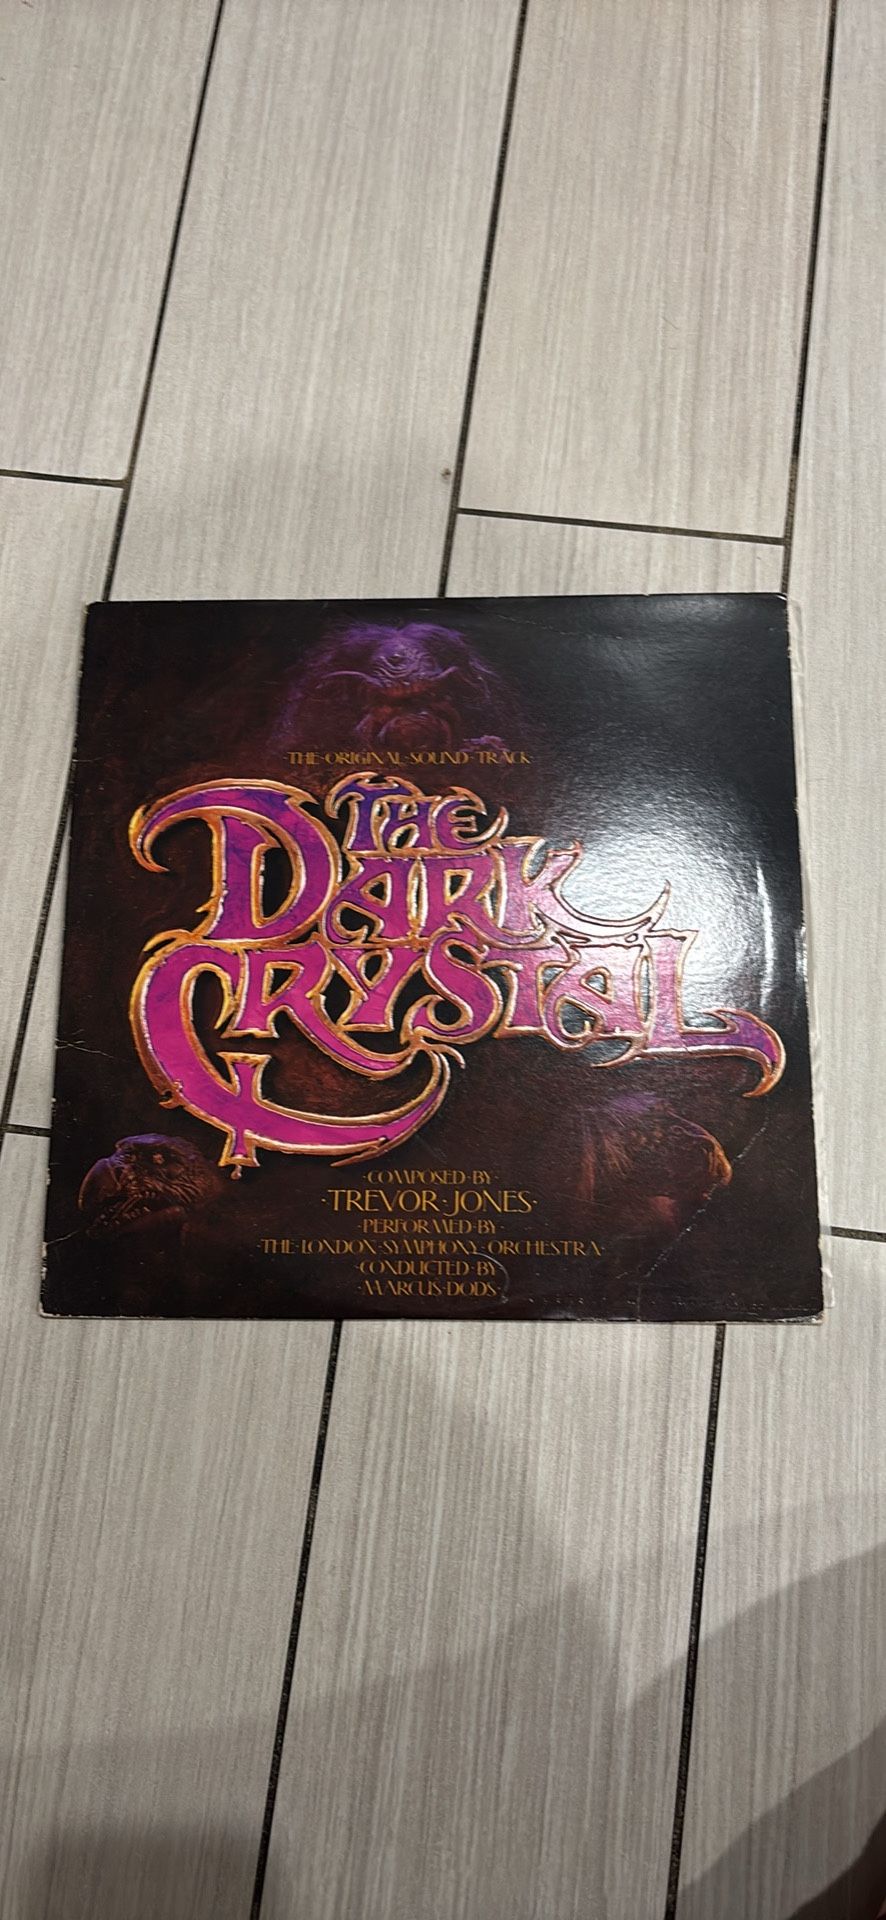 ·THE·ORIGINAL·SOUND·TRACK·
THE
DARK
CRYSTAL
·COMPOSED·BY·
·TREVOR·JONES·
·PERFORMED·BY·
·THE·LONDON·SYMPHONY·ORCHESTRA·
·CONDUCTED·BY·
·MARCUS·DODS·